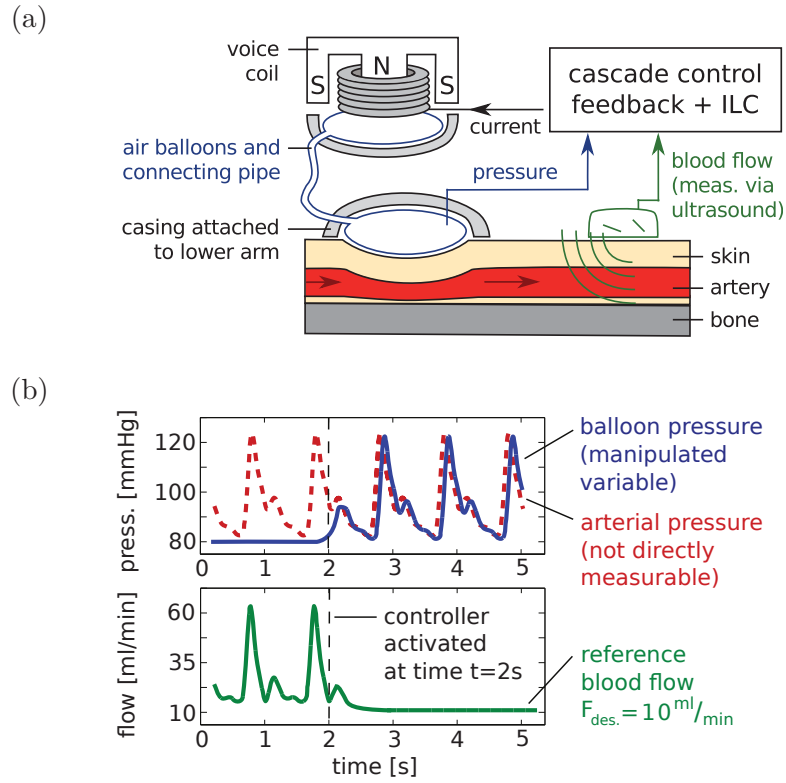 (a)
voice
coil
N
S
S
cascade control
feedback + ILC
current
air balloons and
connecting pipe
pressure
blood flow
(meas. via
ultrasound)
casing attached
to lower arm
skin
artery
bone
(b)
press. [mmHg]
120
100
80
0 1 2 3 4 5
balloon pressure
(manipulated
variable)
arterial pressure
(not directly
measurable)
flow [ml/min]
60
35
10
controller
activated
at time t=2s
0 1 2 3 4 5
time [s]
reference
blood flow
F_des.=10 ml/min